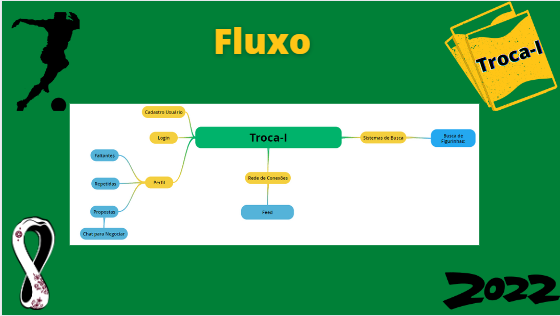 Fluxo
Troca-I
Cadastro Usuário
Login
Troca-I
Sistemas de Busca
Busca de
Figurinhas
Faltantes
Repetidas
Perfil
Rede de Conexões
Propostas
Feed
Chat para Negociar
2022